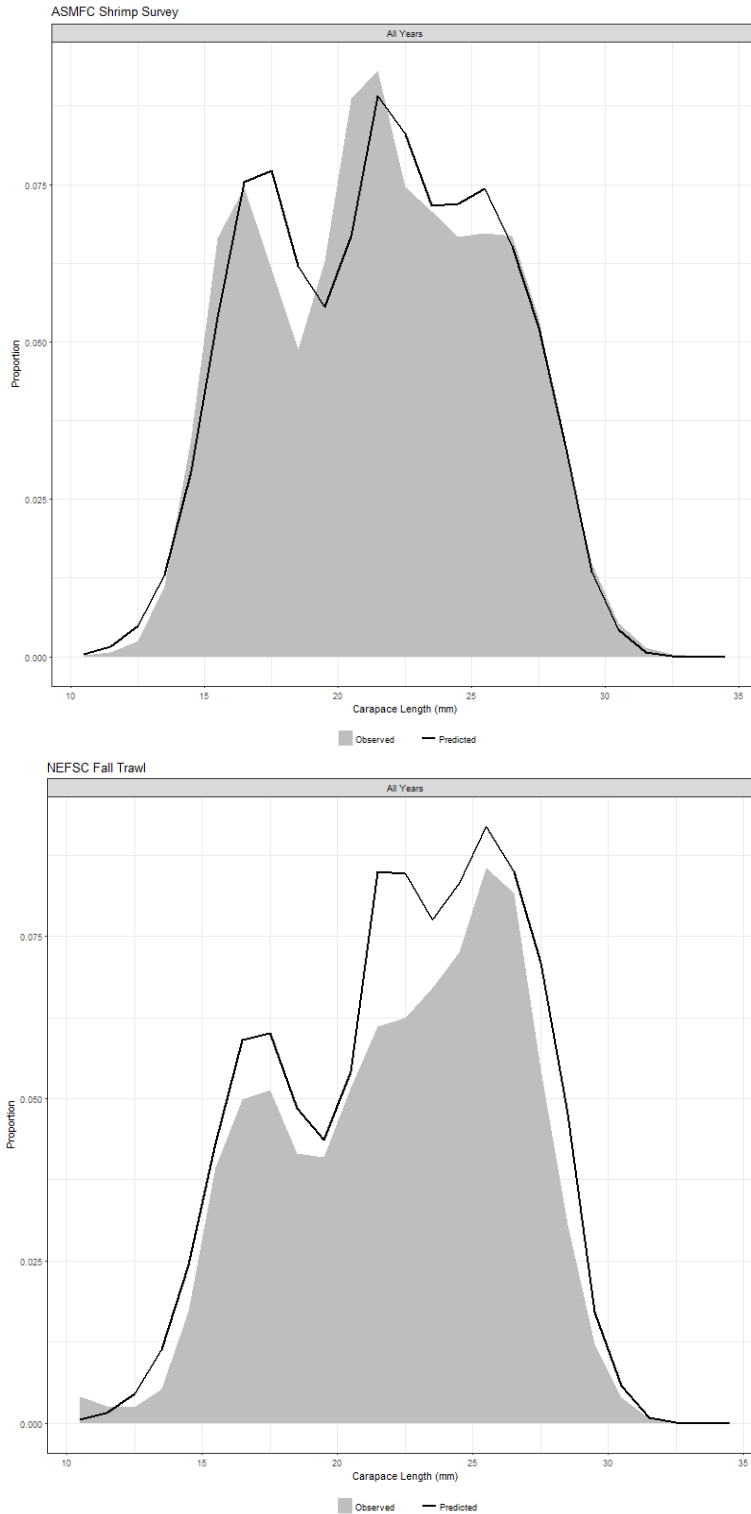 ASMFC Shrimp Survey
All Years
0.075
0.050
0.025
0.000
Proportion
10 15 20 25 30 35
Carapace Length (mm)
Observed Predicted
NEFSC Fall Trawl
All Years
0.075
0.050
0.025
0.000
Proportion
10 15 20 25 30 35
Carapace Length (mm)
Observed Predicted